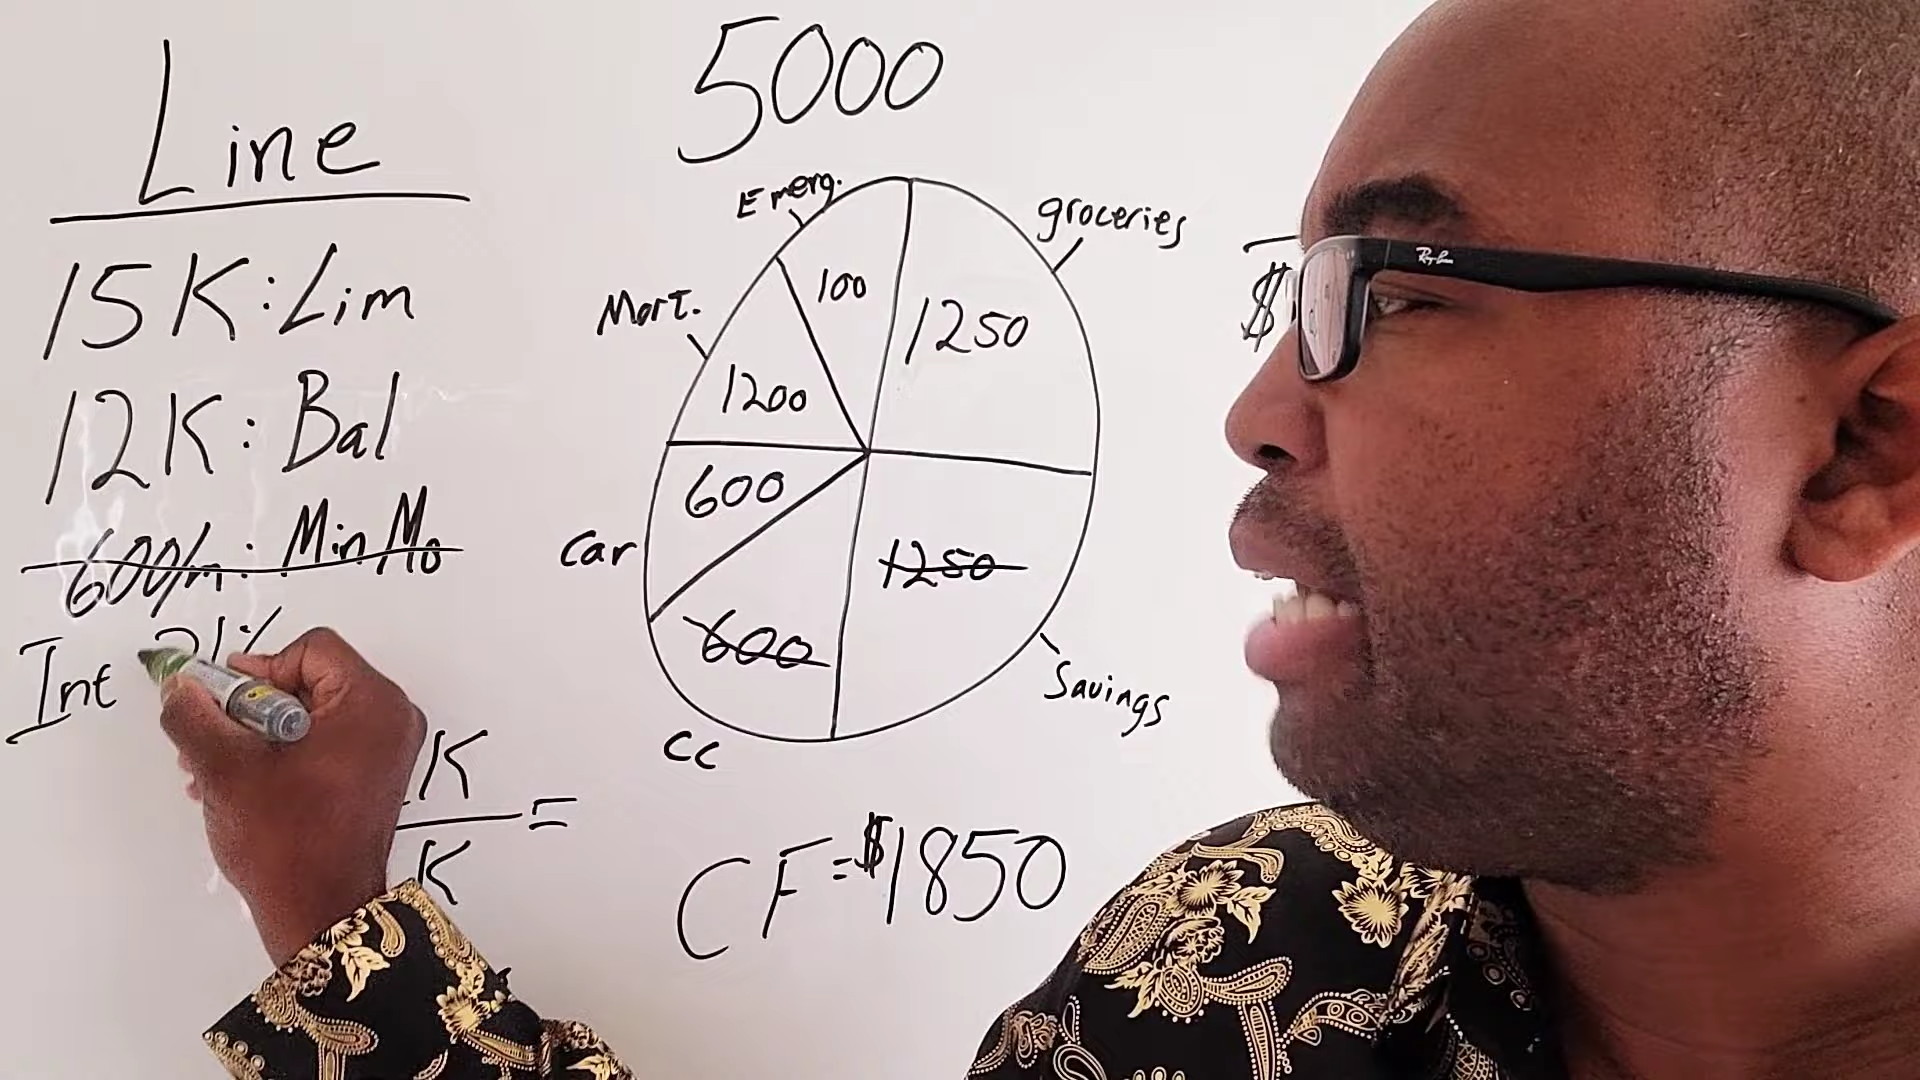 Line
15K:Lim
12K:Bal
600/m:Min Mo
Int 21%
K
=
K
5000
Emerg.
groceries
100
1250
Mort.
1200
600
Car
1250
600
Savings
CC
CF=$1850
$
Ray-Ban